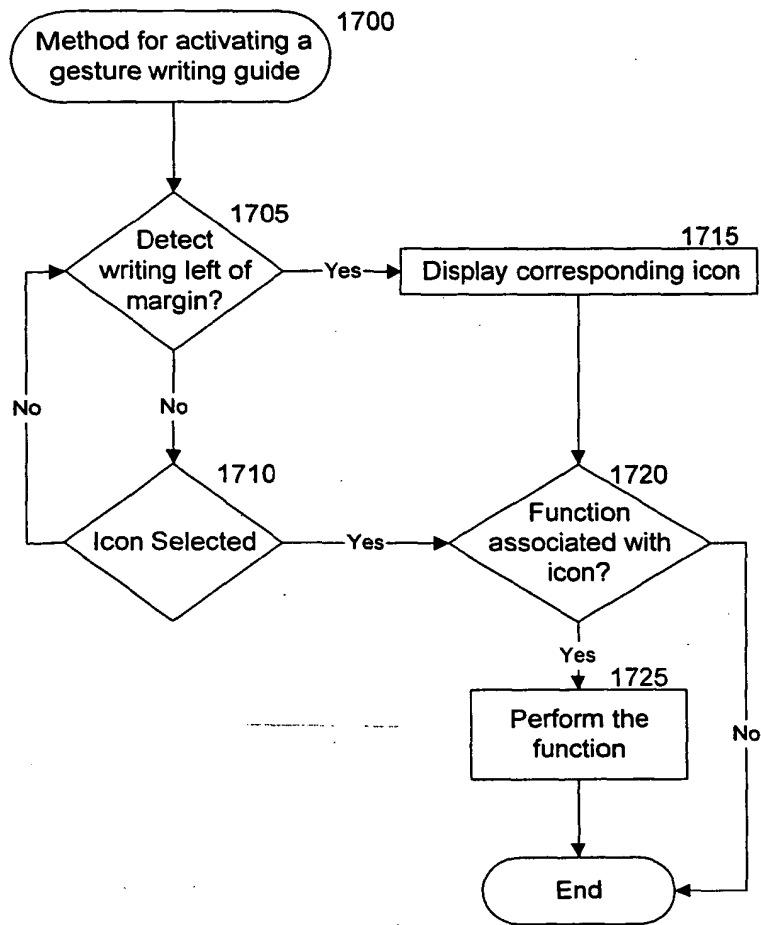 Method for activating a
gesture writing guide
1700
1705
Detect
writing left of
margin?
Yes
1715
Display corresponding icon
No
No
1710
Icon Selected
Yes
1720
Function
associated with
icon?
Yes
No
1725
Perform the
function
End